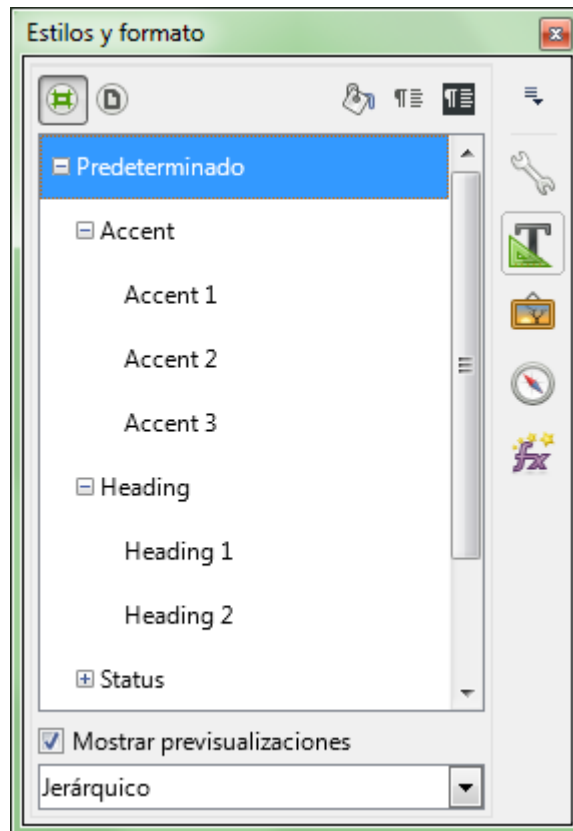 Estilos y formato
Predeterminado
Accent
Accent 1
Accent 2
Accent 3
Heading
Heading 1
Heading 2
Status
Mostrar previsualizaciones
Jerárquico